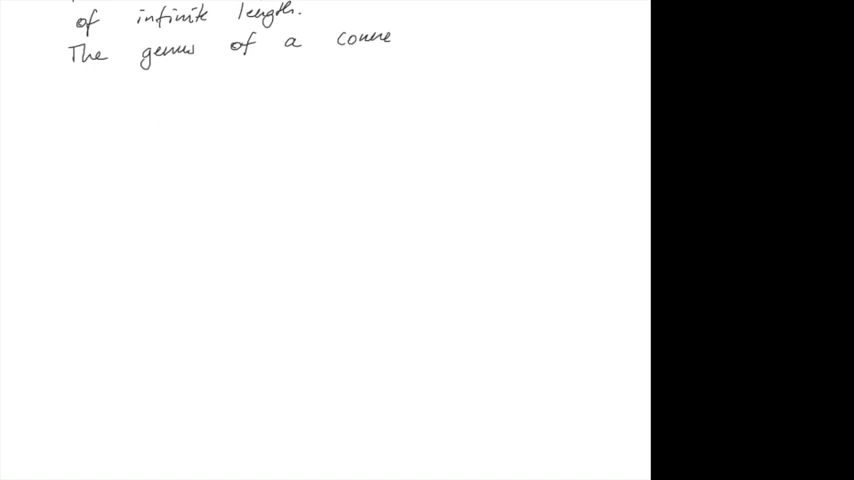 of infinite length.
The genus of a conne